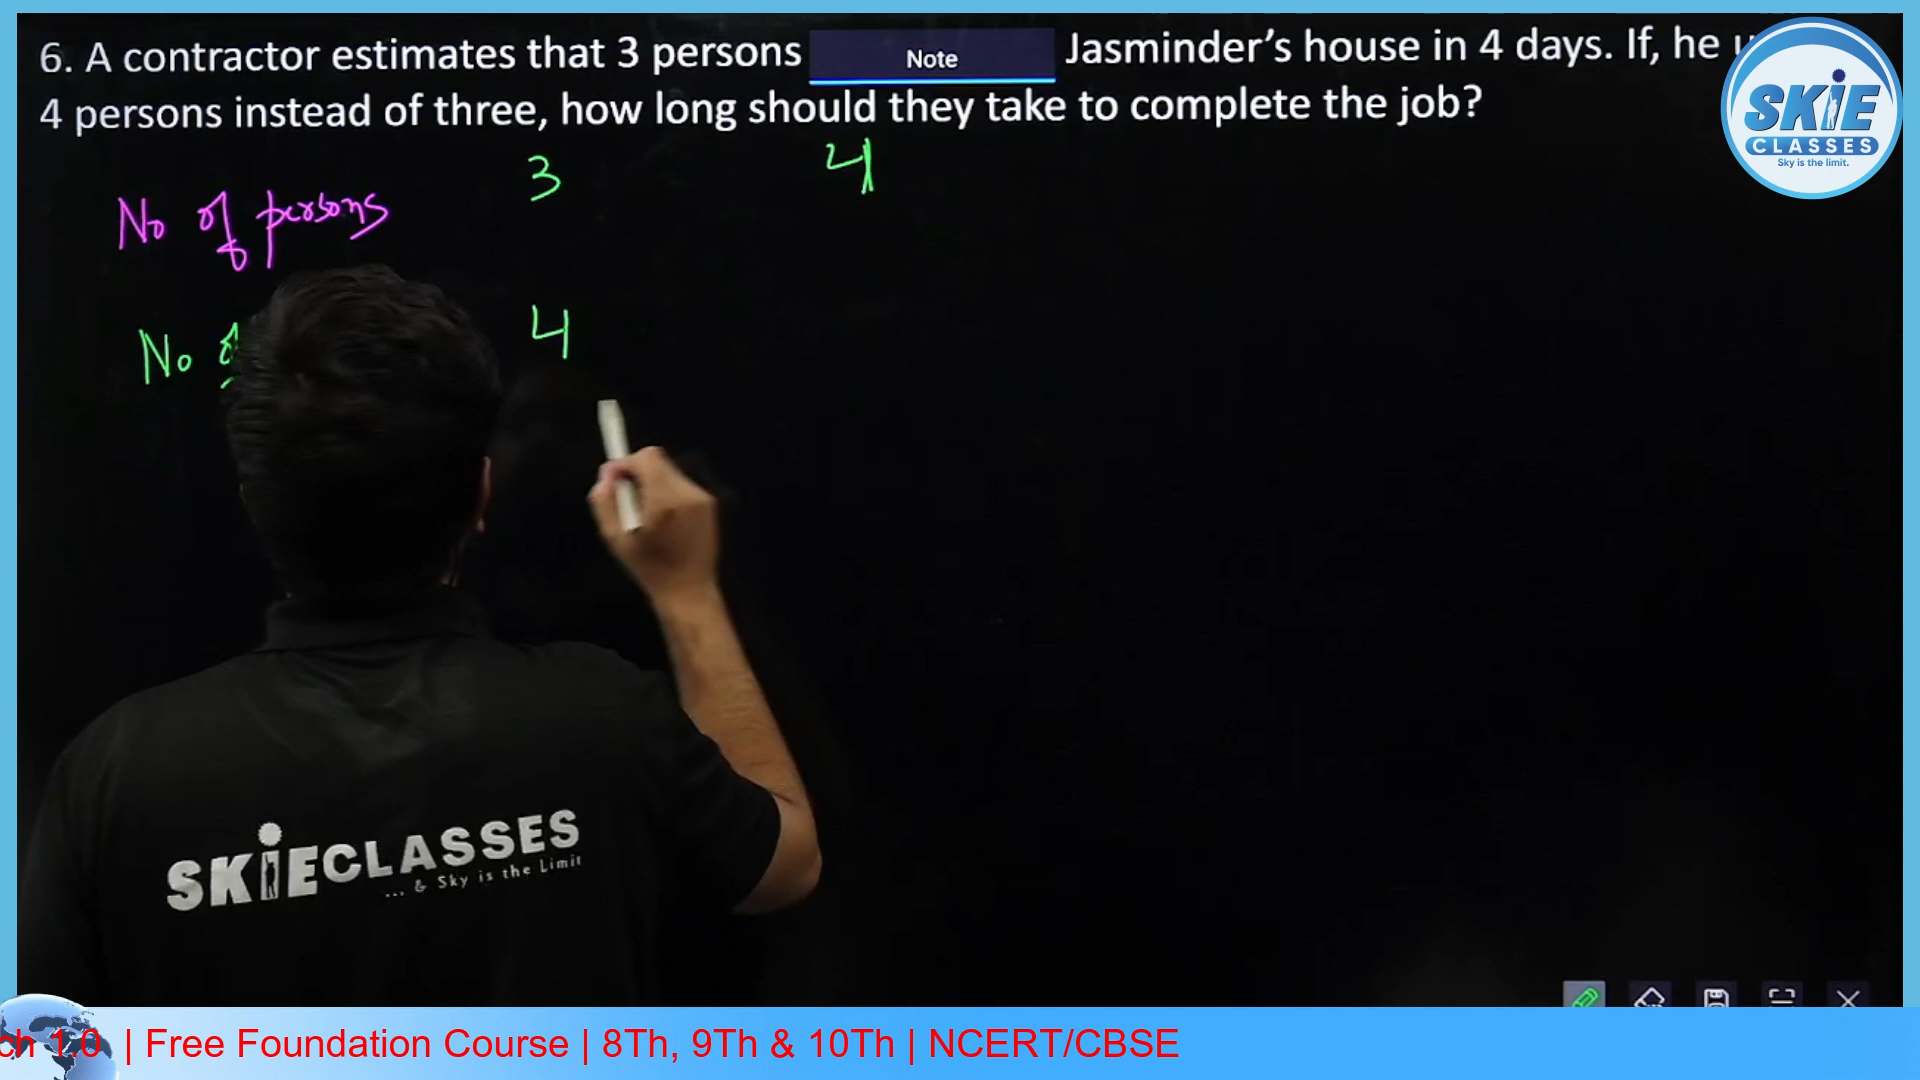 6. A contractor estimates that 3 persons Note Jasminder's house in 4 days. If, he
4 persons instead of three, how long should they take to complete the job?
SKIE
CLASSES
Sky is the limit.
No of persons 3 4
No 4
SKIECLASSES
... & Sky is the Limit
1.0 | Free Foundation Course | 8Th, 9Th & 10Th | NCERT/CBSE